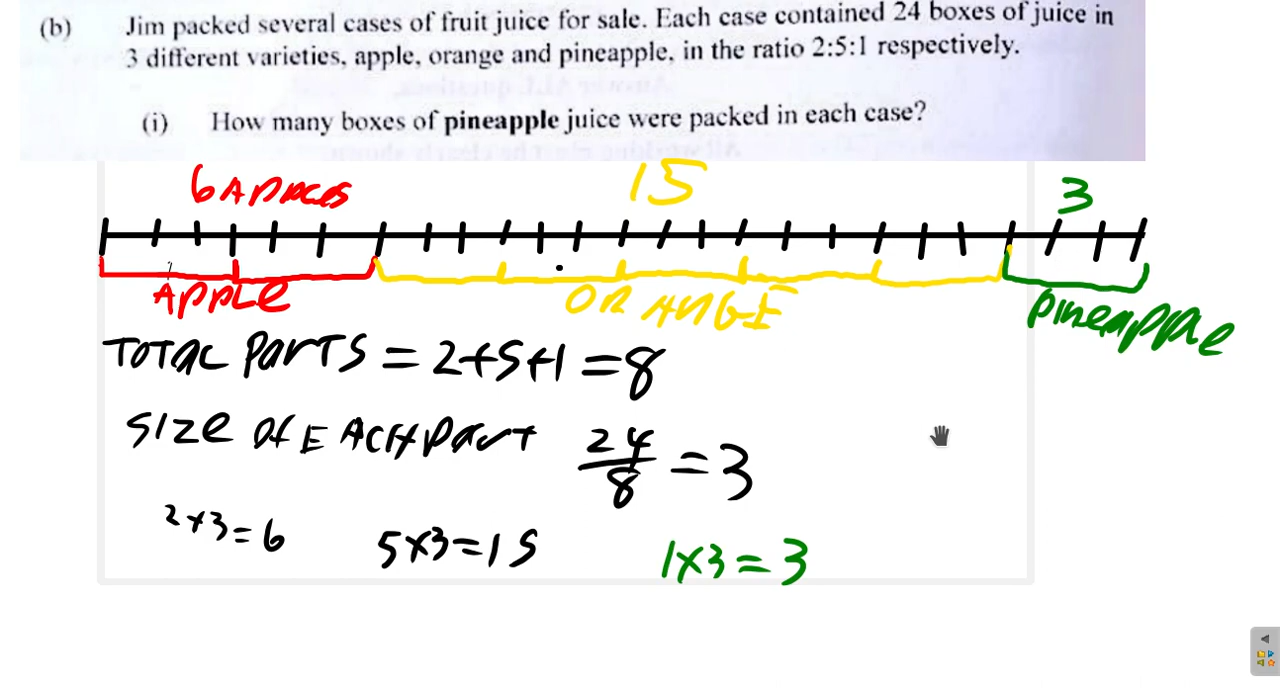 (b) Jim packed several cases of fruit juice for sale. Each case contained 24 boxes of juice in
3 different varieties, apple, orange and pineapple, in the ratio 2:5:1 respectively.
(i) How many boxes of pineapple juice were packed in each case?
6 15 3
APPLE ORANGE Pineapple
TOTAL PARTS = 2+5+1 = 8
SIZE OF EACH PART 24/8 = 3
2×3=6 5×3=15 1×3=3